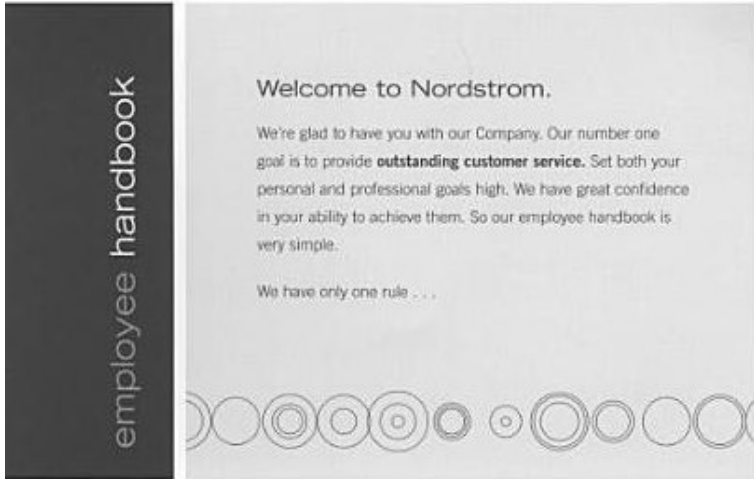 employee handbook
Welcome to Nordstrom.
We're glad to have you with our Company. Our number one
goal is to provide outstanding customer service. Set both your
personal and professional goals high. We have great confidence
in your ability to achieve them. So our employee handbook is
very simple.
We have only one rule . . .